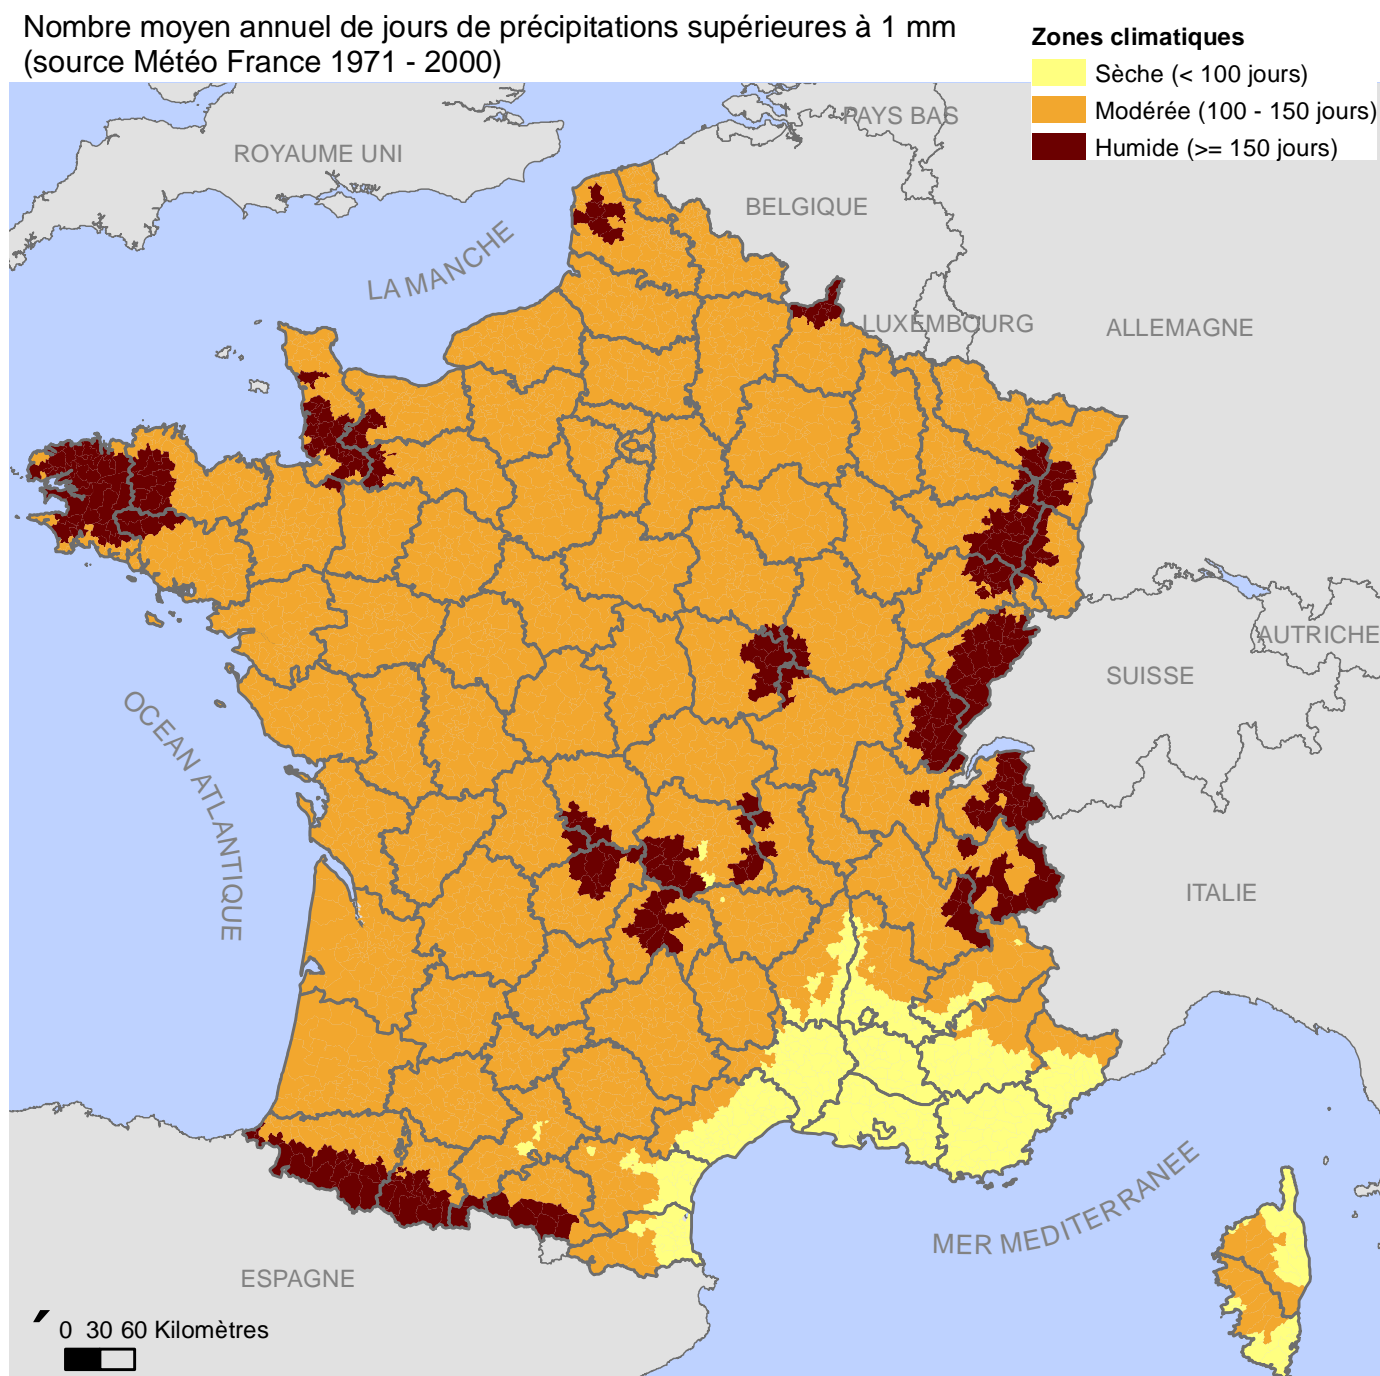 Nombre moyen annuel de jours de précipitations supérieures à 1 mm
(source Météo France 1971 - 2000)
Zones climatiques
Sèche (< 100 jours)
Modérée (100 - 150 jours)
Humide (>= 150 jours)
PAYS BAS
ROYAUME UNI
BELGIQUE
LA MANCHE
LUXEMBOURG
ALLEMAGNE
AUTRICHE
SUISSE
OCEAN ATLANTIQUE
ITALIE
MER MEDITERRANEE
ESPAGNE
0 30 60 Kilomètres